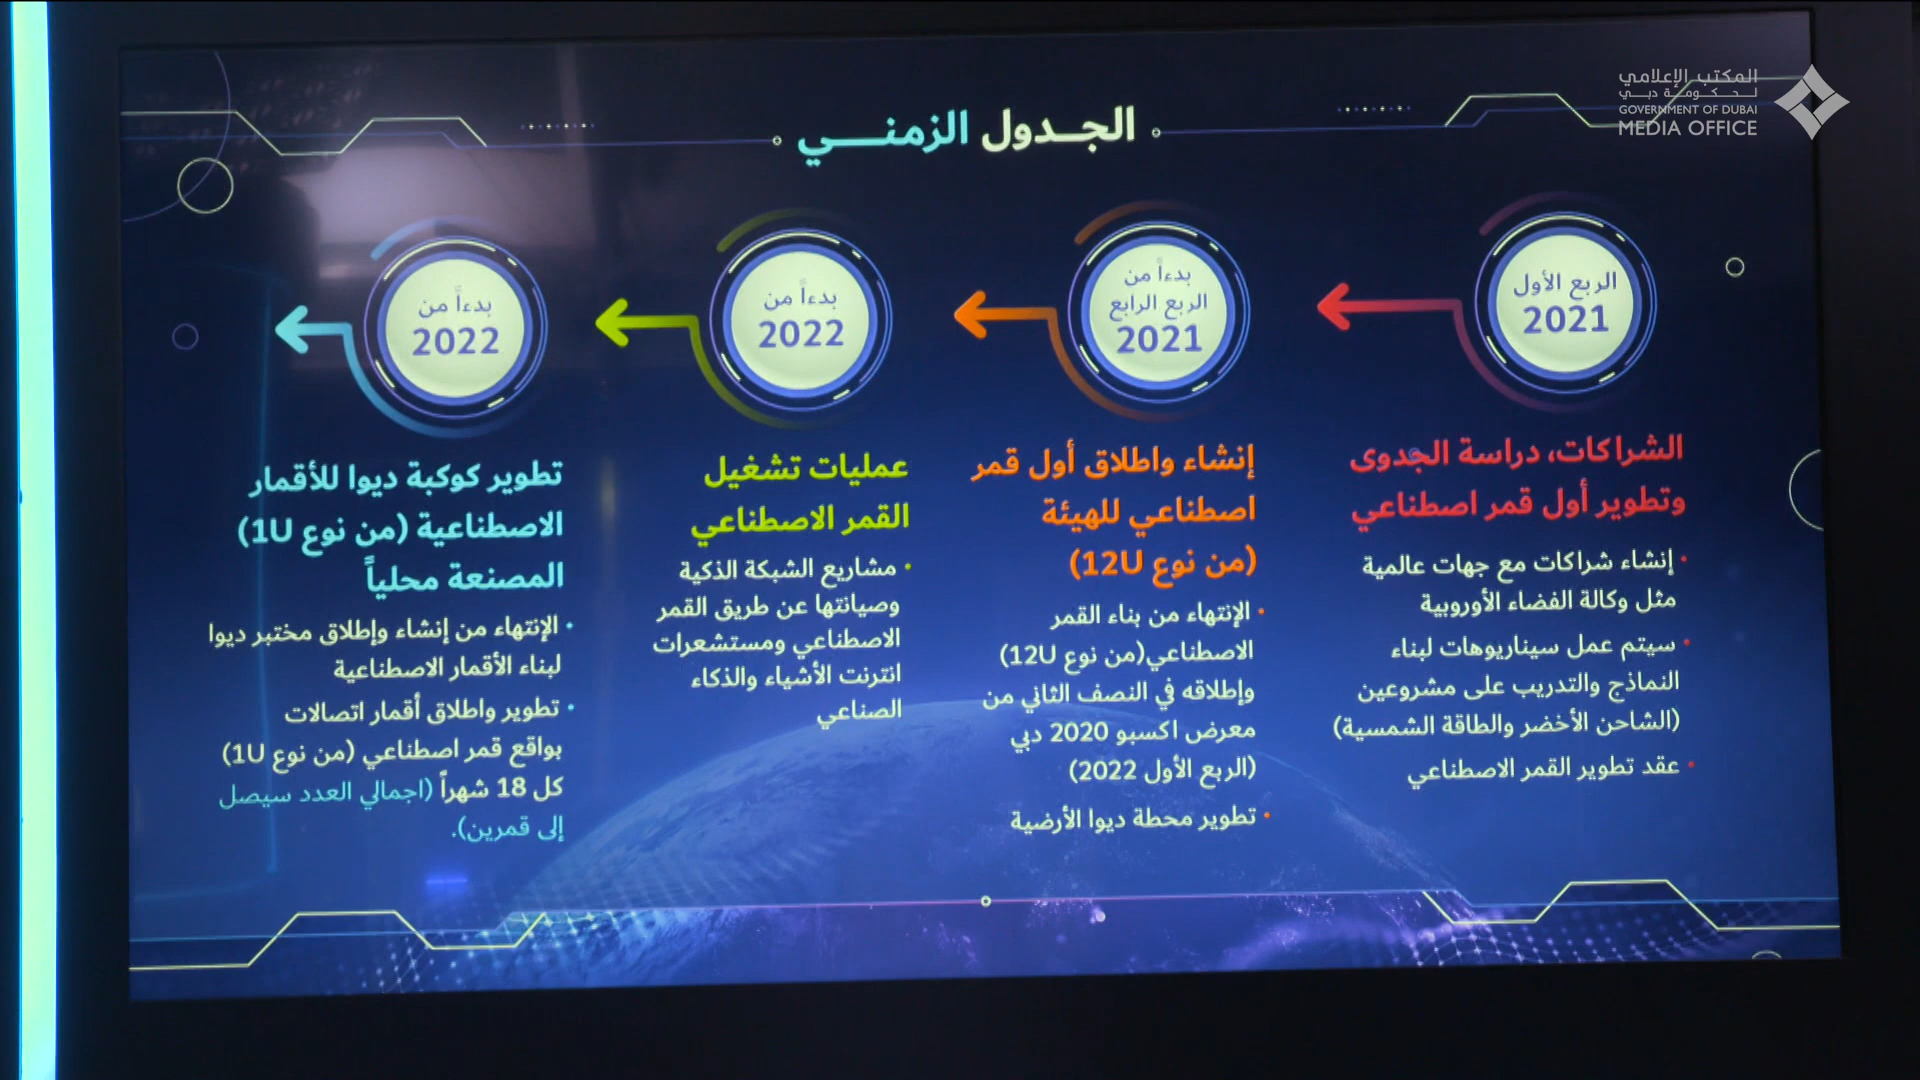 المكتب الإعلامي
لحكومة دبي
GOVERNMENT OF DUBAI
MEDIA OFFICE
الجدول الزمني
الربع الأول
2021
الشراكات، دراسة الجدوى
وتطوير أول قمر اصطناعي
• إنشاء شراكات مع جهات عالمية
مثل وكالة الفضاء الأوروبية
• سيتم عمل سيناريوهات لبناء
النماذج والتدريب على مشروعين
(الشاحن الأخضر والطاقة الشمسية)
• عقد تطوير القمر الاصطناعي
بدءاً من
الربع الرابع
2021
إنشاء واطلاق أول قمر
اصطناعي للهيئة
(من نوع 12U)
• الإنتهاء من بناء القمر
الاصطناعي(من نوع 12U)
وإطلاقه في النصف الثاني من
معرض اكسبو 2020 دبي
(الربع الأول 2022)
• تطوير محطة ديوا الأرضية
بدءاً من
2022
عمليات تشغيل
القمر الاصطناعي
• مشاريع الشبكة الذكية
وصيانتها عن طريق القمر
الاصطناعي ومستشعرات
انترنت الأشياء والذكاء
الصناعي
بدءاً من
2022
تطوير كوكبة ديوا للأقمار
الاصطناعية (من نوع 1U)
المصنعة محلياً
• الإنتهاء من إنشاء وإطلاق مختبر ديوا
لبناء الأقمار الاصطناعية
• تطوير واطلاق أقمار اتصالات
بواقع قمر اصطناعي (من نوع 1U)
كل 18 شهراً (اجمالي العدد سيصل
إلى قمرين).